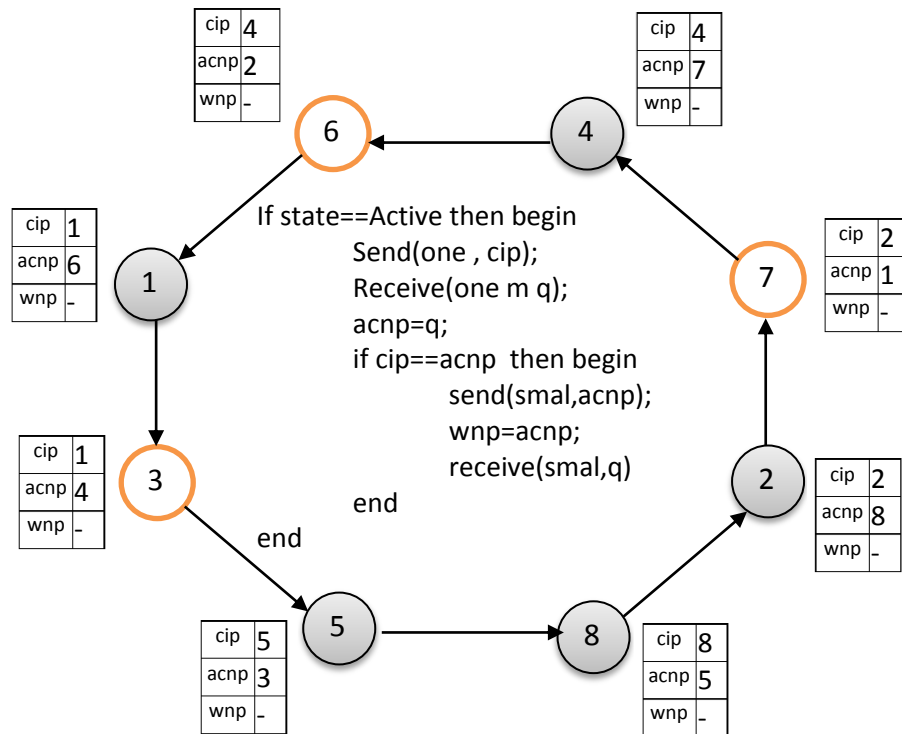 cip 4
acnp 2
wnp -
6
cip 4
acnp 7
wnp -
4
cip 1
acnp 6
wnp -
1
cip 2
acnp 1
wnp -
7
If state==Active then begin
Send(one , cip);
Receive(one m q);
acnp=q;
if cip==acnp then begin
send(smal,acnp);
wnp=acnp;
receive(smal,q)
end
end
cip 1
acnp 4
wnp -
3
cip 2
acnp 8
wnp -
2
cip 5
acnp 3
wnp -
5
cip 8
acnp 5
wnp -
8